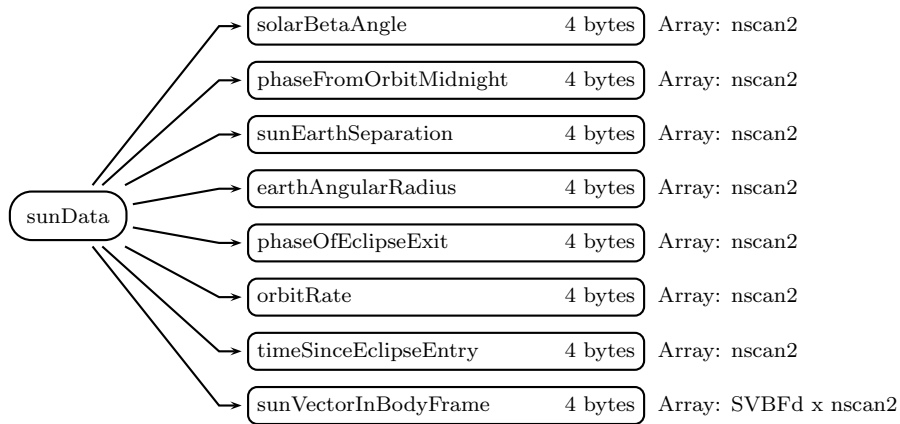 solarBetaAngle 4 bytes Array: nscan2
phaseFromOrbitMidnight 4 bytes Array: nscan2
sunEarthSeparation 4 bytes Array: nscan2
earthAngularRadius 4 bytes Array: nscan2
sunData
phaseOfEclipseExit 4 bytes Array: nscan2
orbitRate 4 bytes Array: nscan2
timeSinceEclipseEntry 4 bytes Array: nscan2
sunVectorInBodyFrame 4 bytes Array: SVBFd x nscan2